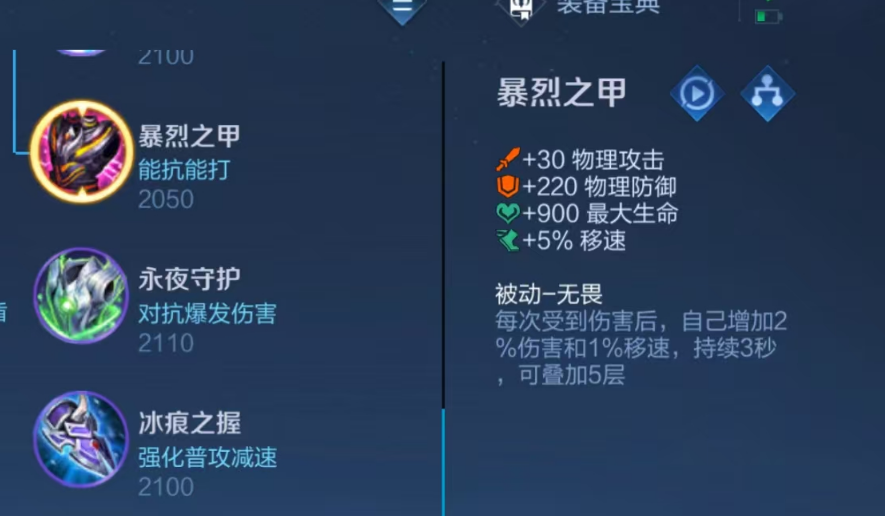 装备宝典
2100
暴烈之甲
能抗能打
2050
永夜守护
对抗爆发伤害
2110
冰痕之握
强化普攻减速
2100
暴烈之甲
+30 物理攻击
+220 物理防御
+900 最大生命
+5% 移速
被动-无畏
每次受到伤害后，自己增加2
%伤害和1%移速，持续3秒
，可叠加5层